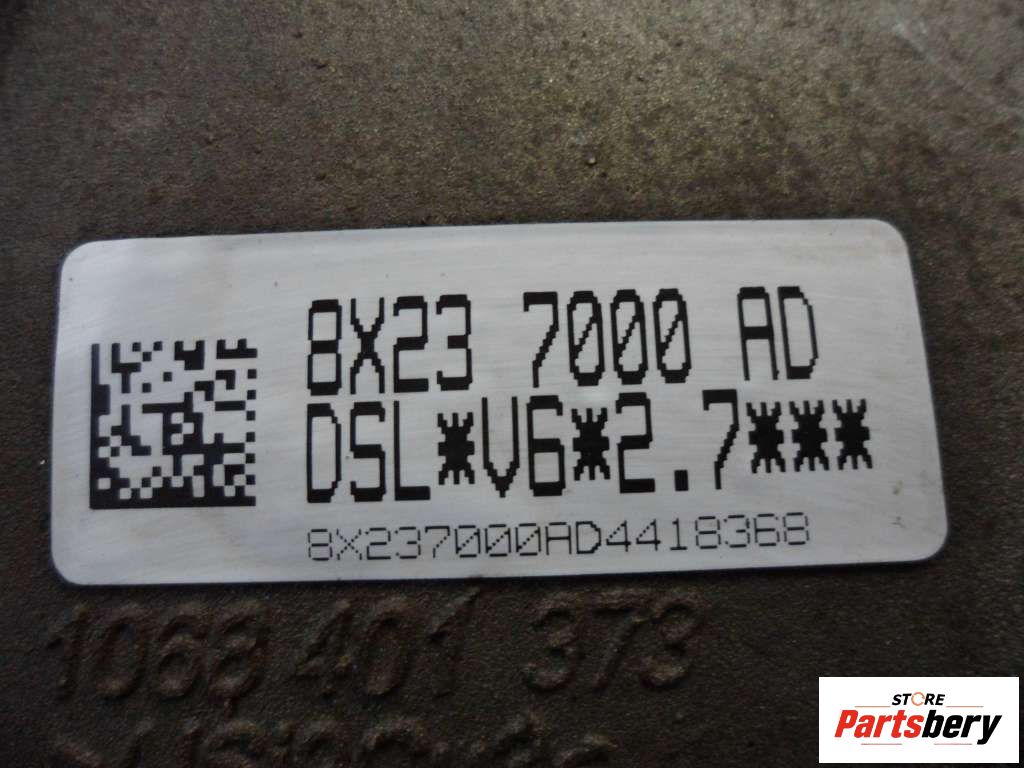 8X23 7000 AD
DSL*V6*2.7***
8X237000AD4418368
1068 401 373
STORE
Partsbery